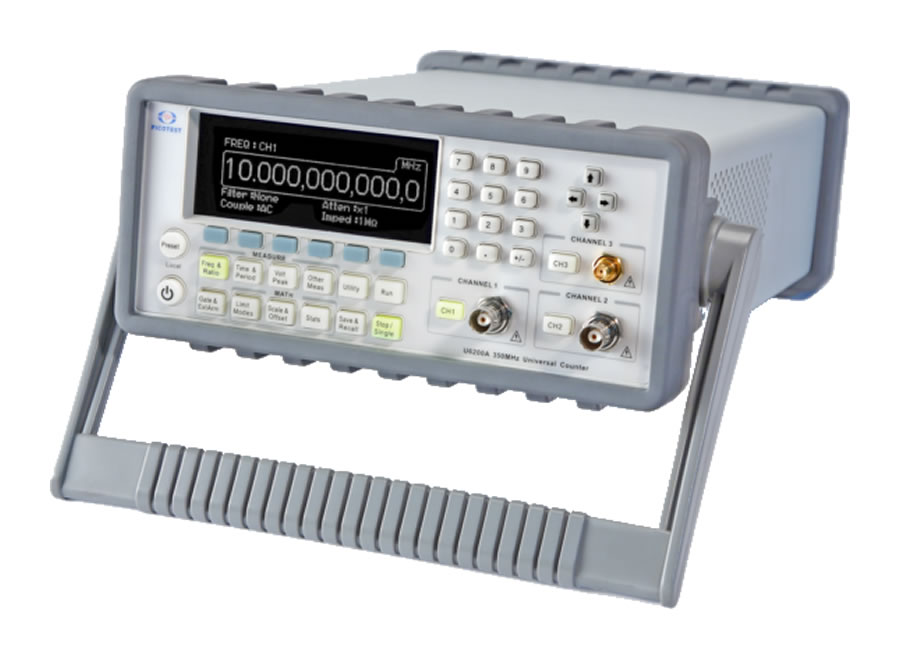 PICOTEST
FREQ : CH1
MHz
10.000,000,000,0
Filter :None
Atten :x1
Couple :AC
Imped :1MΩ
7 8 9
4 5 6
1 2 3
0 . +/-
Preset
Local
MEASURE
Freq & Ratio
Time & Period
Volt Peak
Other Meas
Utility
Run
MATH
Gate & ExtArm
Limit Modes
Scale & Offset
Stats
Save & Recall
Stop / Single
CHANNEL 3
CH3
CHANNEL 1
CH1
CHANNEL 2
CH2
U6200A 350MHz Universal Counter